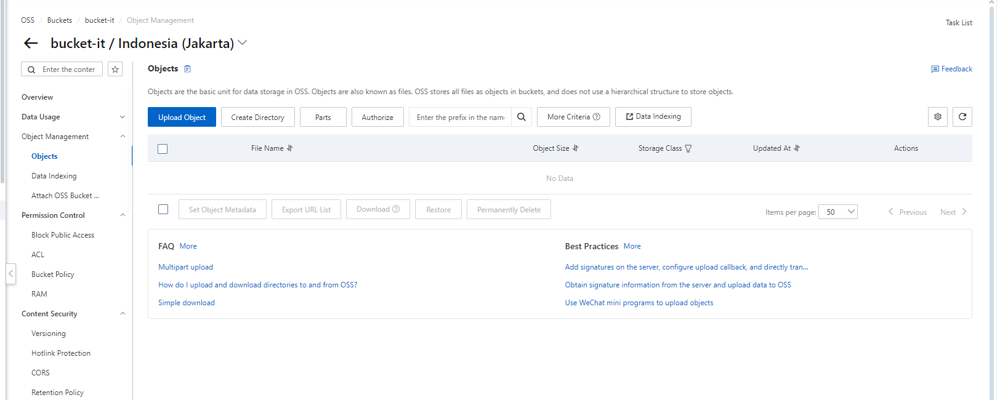 OSS / Buckets / bucket-it / Object Management
Task List
bucket-it / Indonesia (Jakarta)
Enter the conter
Overview
Data Usage
Object Management
Objects
Data Indexing
Attach OSS Bucket ...
Permission Control
Block Public Access
ACL
Bucket Policy
RAM
Content Security
Versioning
Hotlink Protection
CORS
Retention Policy
Objects
Feedback
Objects are the basic unit for data storage in OSS. Objects are also known as files. OSS stores all files as objects in buckets, and does not use a hierarchical structure to store objects.
Upload Object Create Directory Parts Authorize Enter the prefix in the name More Criteria Data Indexing
File Name Object Size Storage Class Updated At Actions
No Data
Set Object Metadata Export URL List Download Restore Permanently Delete Items per page: 50 Previous Next
FAQ More
Multipart upload
How do I upload and download directories to and from OSS?
Simple download
Best Practices More
Add signatures on the server, configure upload callback, and directly tran...
Obtain signature information from the server and upload data to OSS
Use WeChat mini programs to upload objects